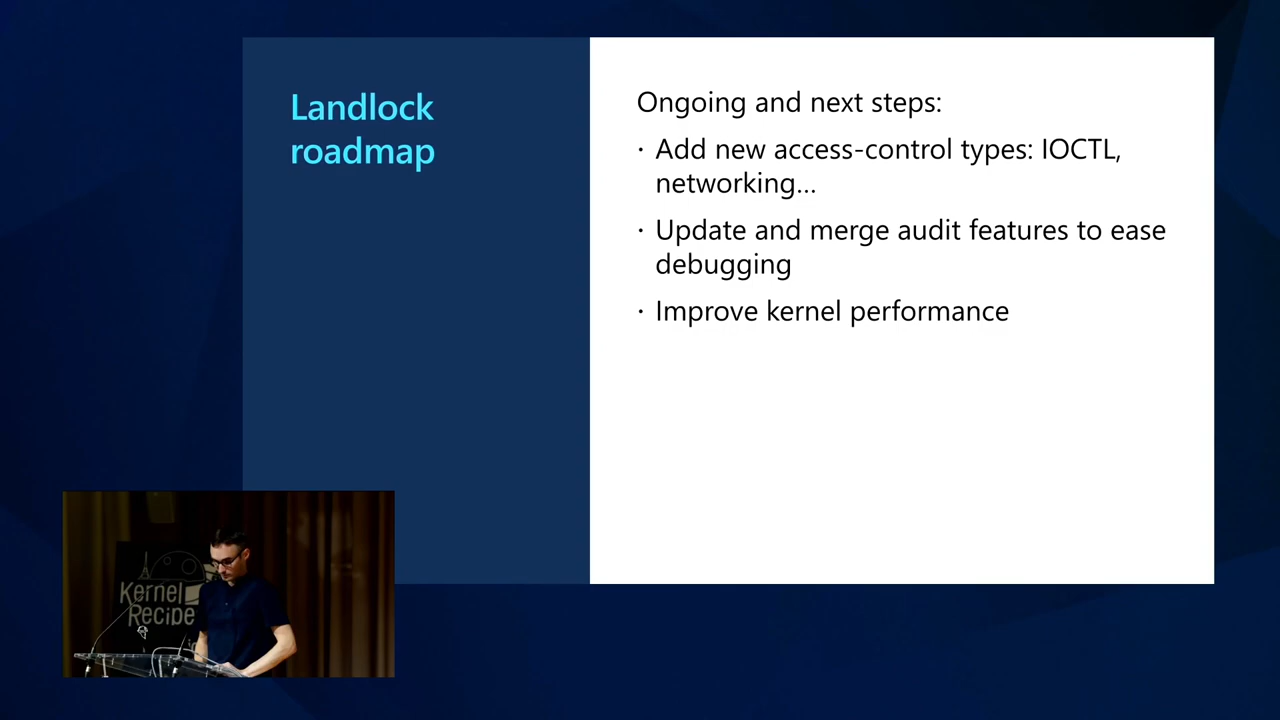 Landlock
roadmap
Ongoing and next steps:
· Add new access-control types: IOCTL,
networking...
· Update and merge audit features to ease
debugging
· Improve kernel performance
Kernel
Recipe